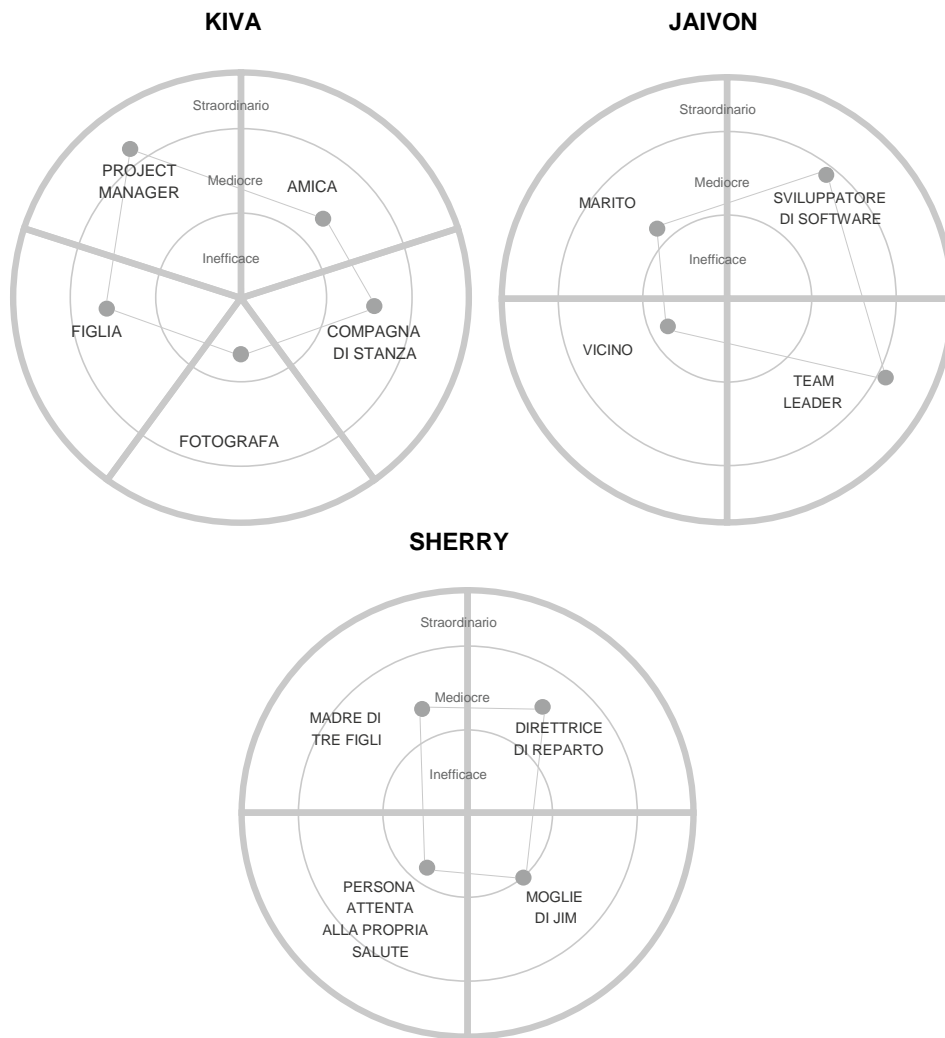 KIVA
Straordinario
PROJECT
MANAGER
Mediocre
AMICA
Inefficace
FIGLIA
COMPAGNA
DI STANZA
FOTOGRAFA
JAIVON
Straordinario
Mediocre
MARITO
SVILUPPATORE
DI SOFTWARE
Inefficace
VICINO
TEAM
LEADER
SHERRY
Straordinario
Mediocre
MADRE DI
TRE FIGLI
DIRETTRICE
DI REPARTO
Inefficace
PERSONA
ATTENTA
ALLA PROPRIA
SALUTE
MOGLIE
DI JIM